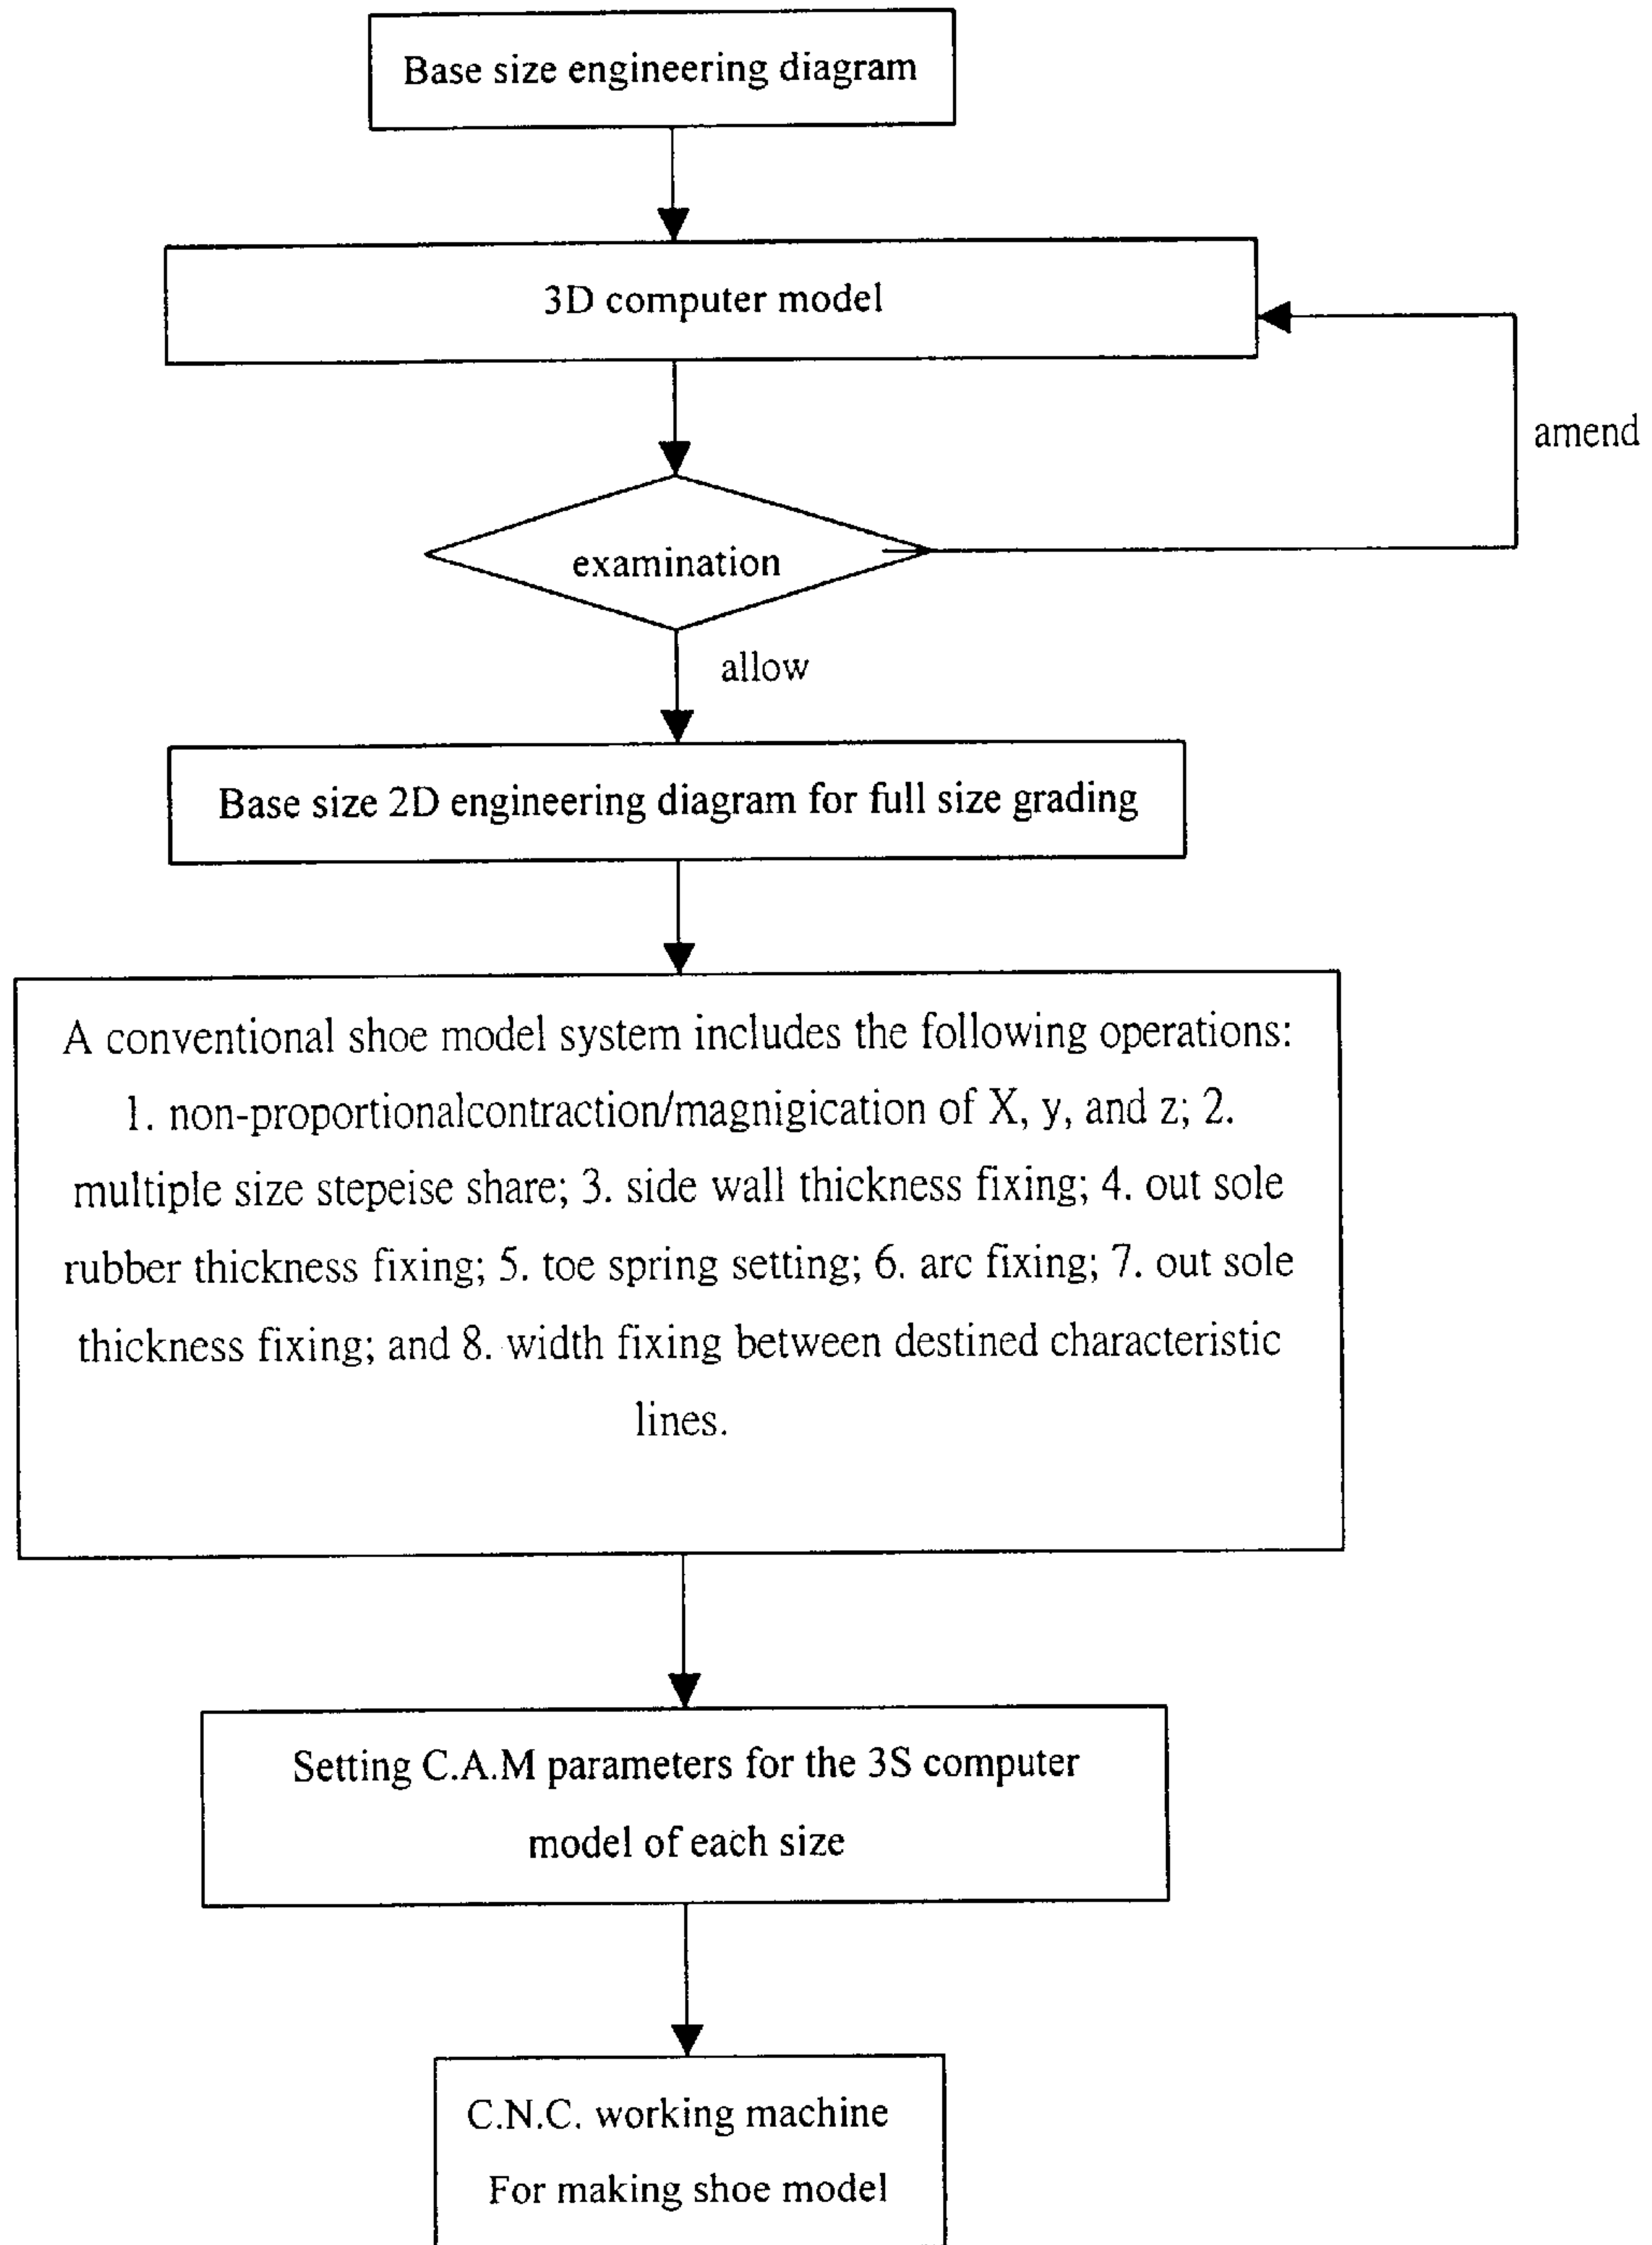 Base size engineering diagram
3D computer model
amend
examination
allow
Base size 2D engineering diagram for full size grading
A conventional shoe model system includes the following operations:
1. non-proportionalcontraction/magnigication of X, y, and z; 2.
multiple size stepeise share; 3. side wall thickness fixing; 4. out sole
rubber thickness fixing; 5. toe spring setting; 6. arc fixing; 7. out sole
thickness fixing; and 8. width fixing between destined characteristic
lines.
Setting C.A.M parameters for the 3S computer
model of each size
C.N.C. working machine
For making shoe model